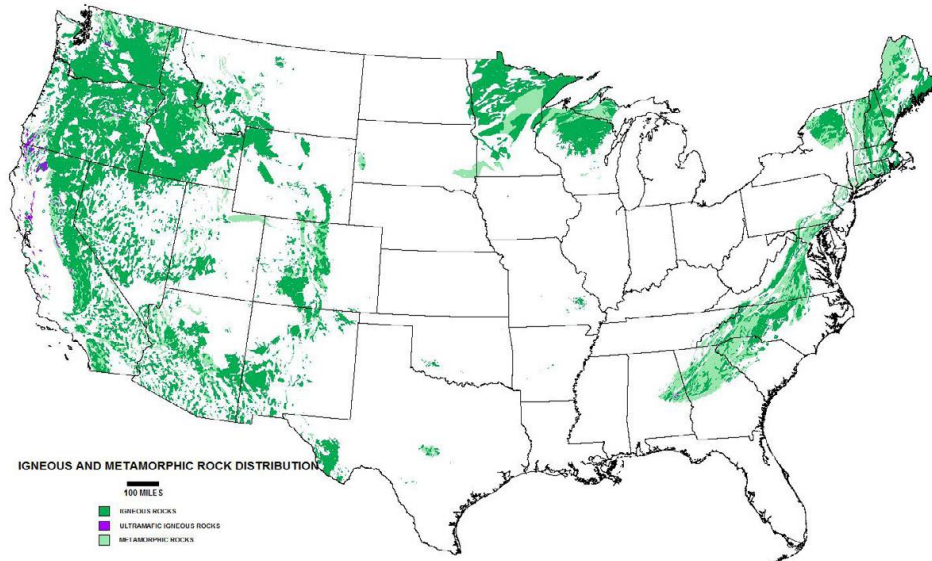 IGNEOUS AND METAMORPHIC ROCK DISTRIBUTION
100 MILES
IGNEOUS ROCKS
ULTRAMAFIC IGNEOUS ROCKS
METAMORPHIC ROCKS